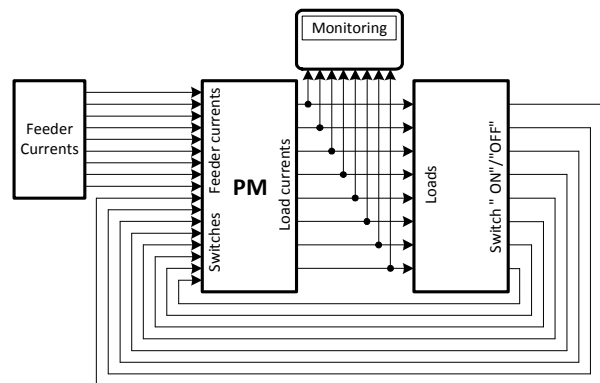 Monitoring
Feeder
Currents
Feeder currents
Switches
PM
Load currents
Loads
Switch " ON"/"OFF"